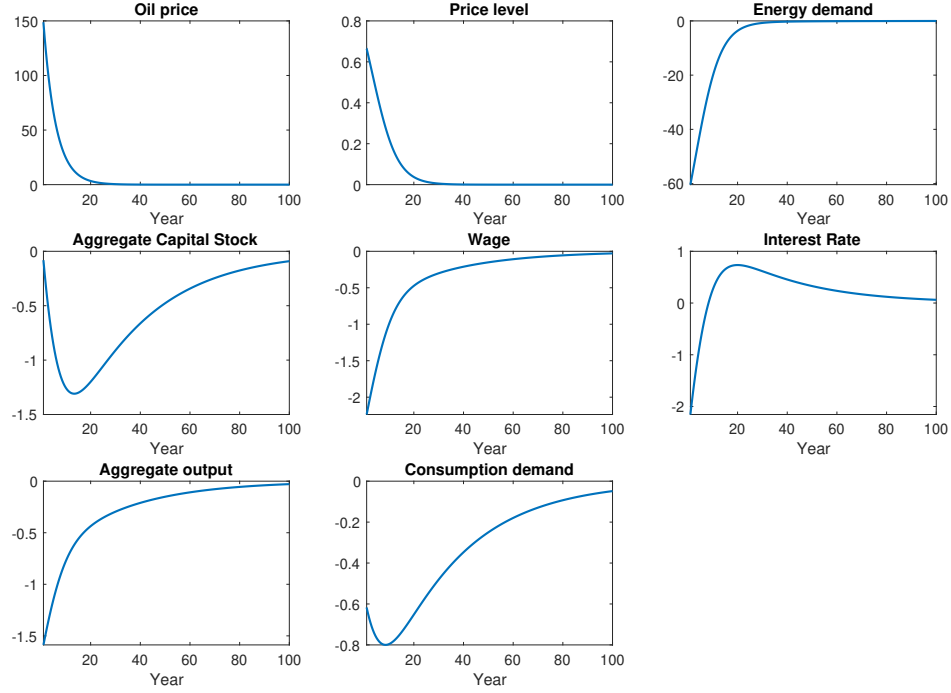 Oil price
150
100
50
0
20 40 60 80 100
Year
Price level
0.8
0.6
0.4
0.2
0
20 40 60 80 100
Year
Energy demand
0
-20
-40
-60
20 40 60 80 100
Year
Aggregate Capital Stock
0
-0.5
-1
-1.5
20 40 60 80 100
Year
Wage
0
-0.5
-1
-1.5
-2
20 40 60 80 100
Year
Interest Rate
1
0
-1
-2
20 40 60 80 100
Year
Aggregate output
0
-0.5
-1
-1.5
20 40 60 80 100
Year
Consumption demand
0
-0.2
-0.4
-0.6
-0.8
20 40 60 80 100
Year